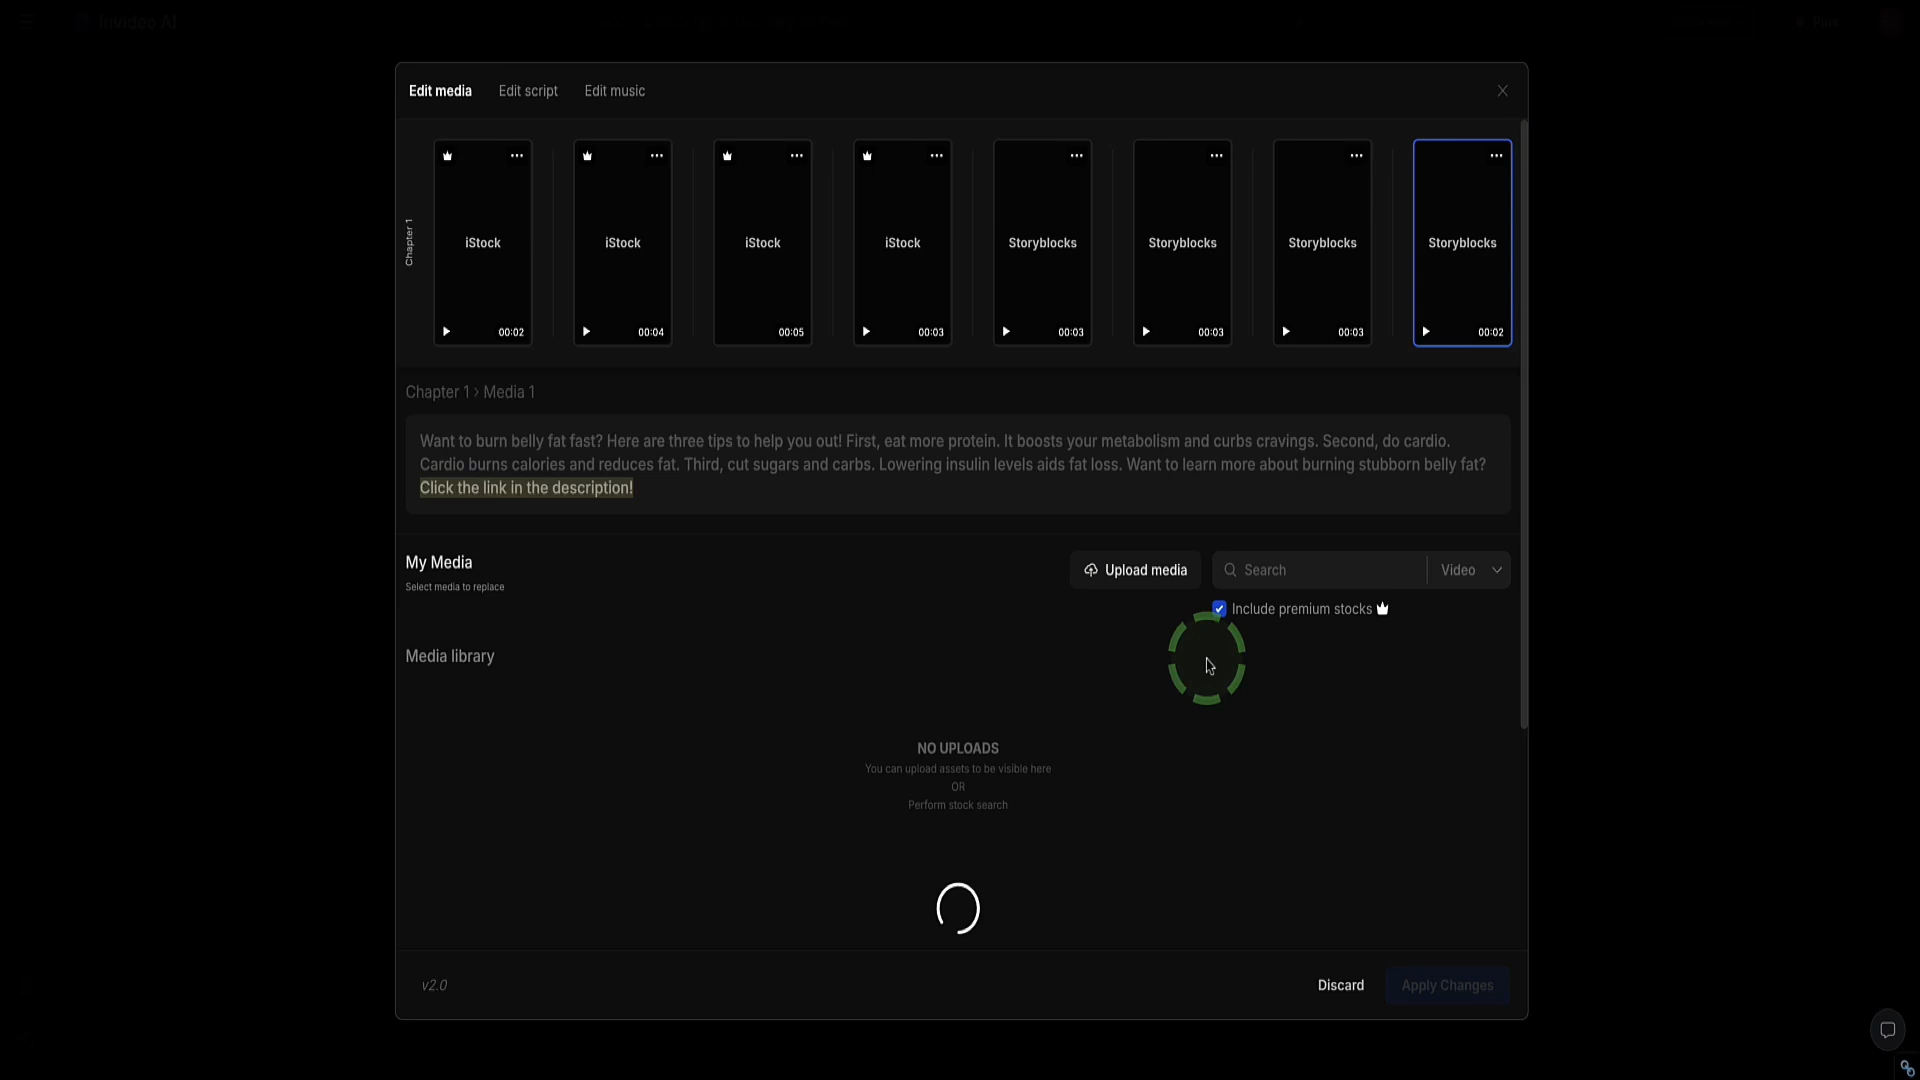 Invideo AI
Edit media
Edit script
Edit music
Chapter 1
iStock
00:02
iStock
00:04
iStock
00:05
iStock
00:03
Storyblocks
00:03
Storyblocks
00:03
Storyblocks
00:03
Storyblocks
00:02
Chapter 1 > Media 1
Want to burn belly fat fast? Here are three tips to help you out! First, eat more protein. It boosts your metabolism and curbs cravings. Second, do cardio.
Cardio burns calories and reduces fat. Third, cut sugars and carbs. Lowering insulin levels aids fat loss. Want to learn more about burning stubborn belly fat?
Click the link in the description!
My Media
Select media to replace
Upload media
Search
Video
Include premium stocks
Media library
NO UPLOADS
You can upload assets to be visible here
OR
Perform stock search
v2.0
Discard
Apply Changes